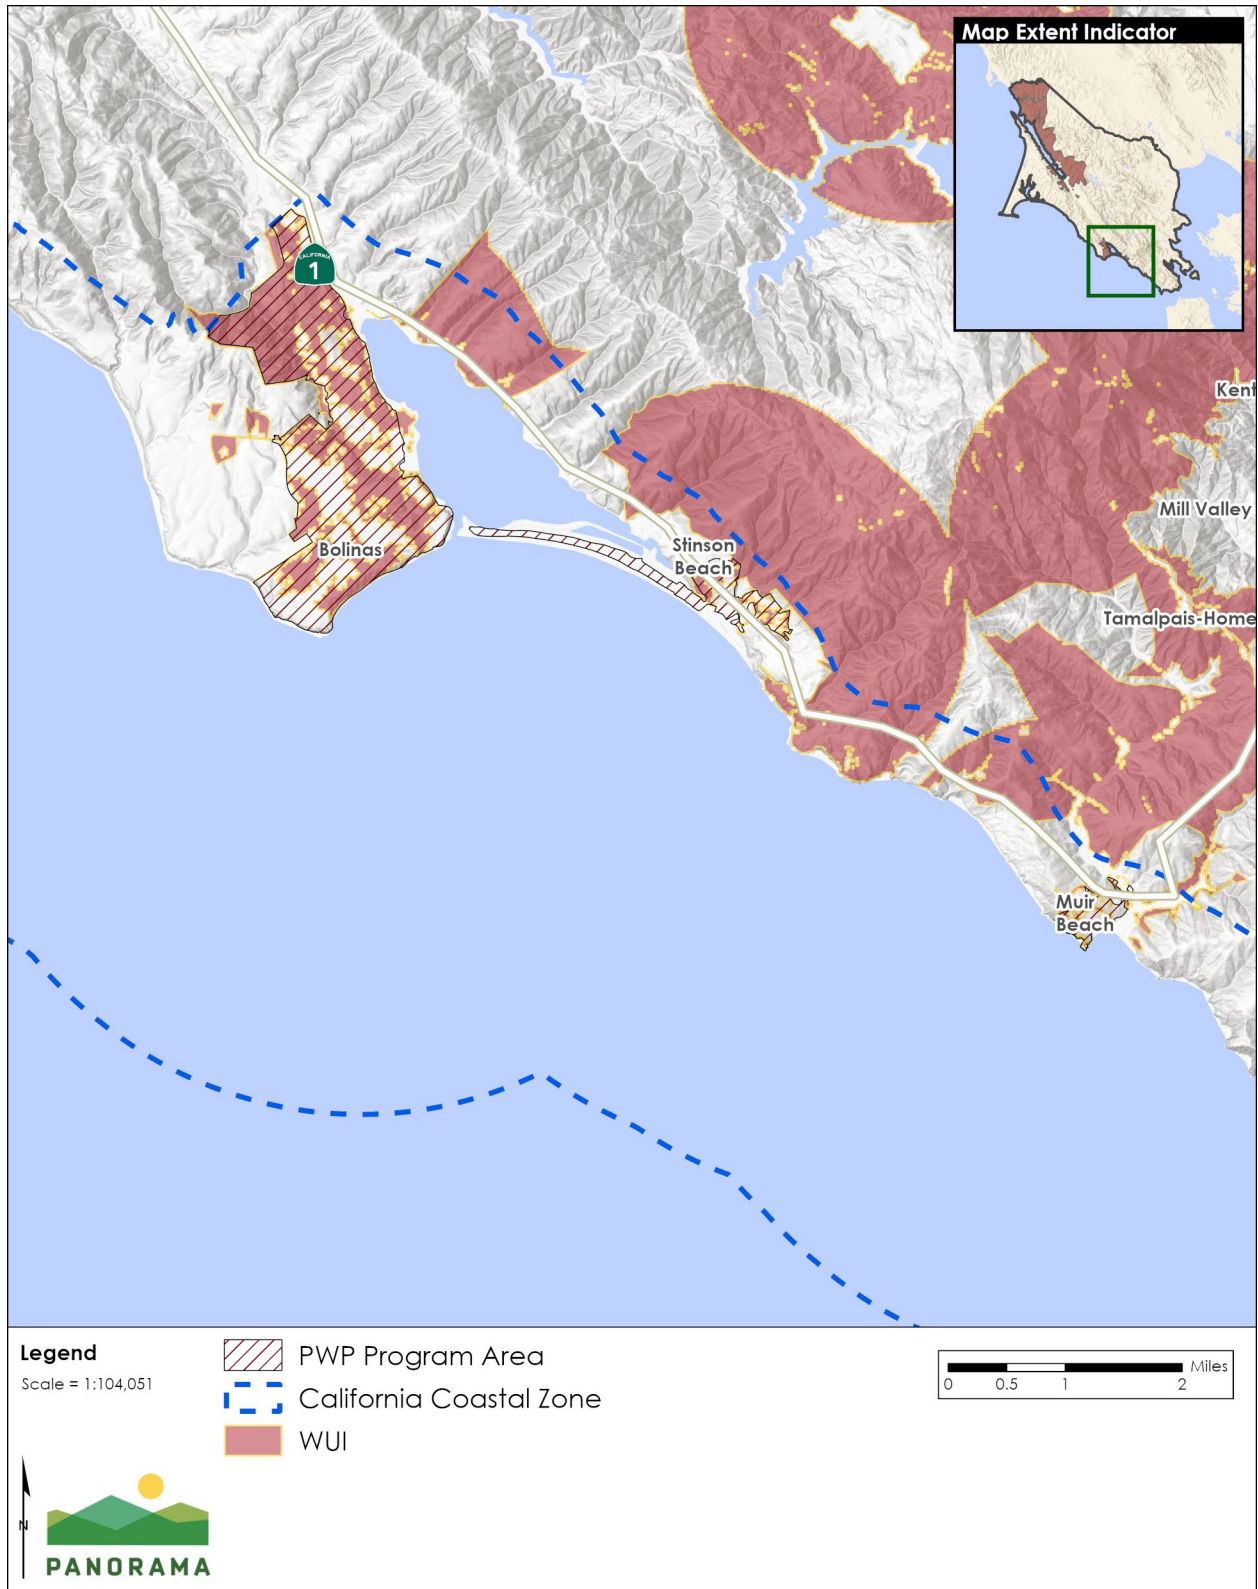 Map Extent Indicator
CALIFORNIA
1
Kent
Mill Valley
Bolinas
Stinson
Beach
Tamalpais-Home
Muir
Beach
Legend
Scale = 1:104,051
PWP Program Area
California Coastal Zone
WUI
Miles
0 0.5 1 2
N
PANORAMA